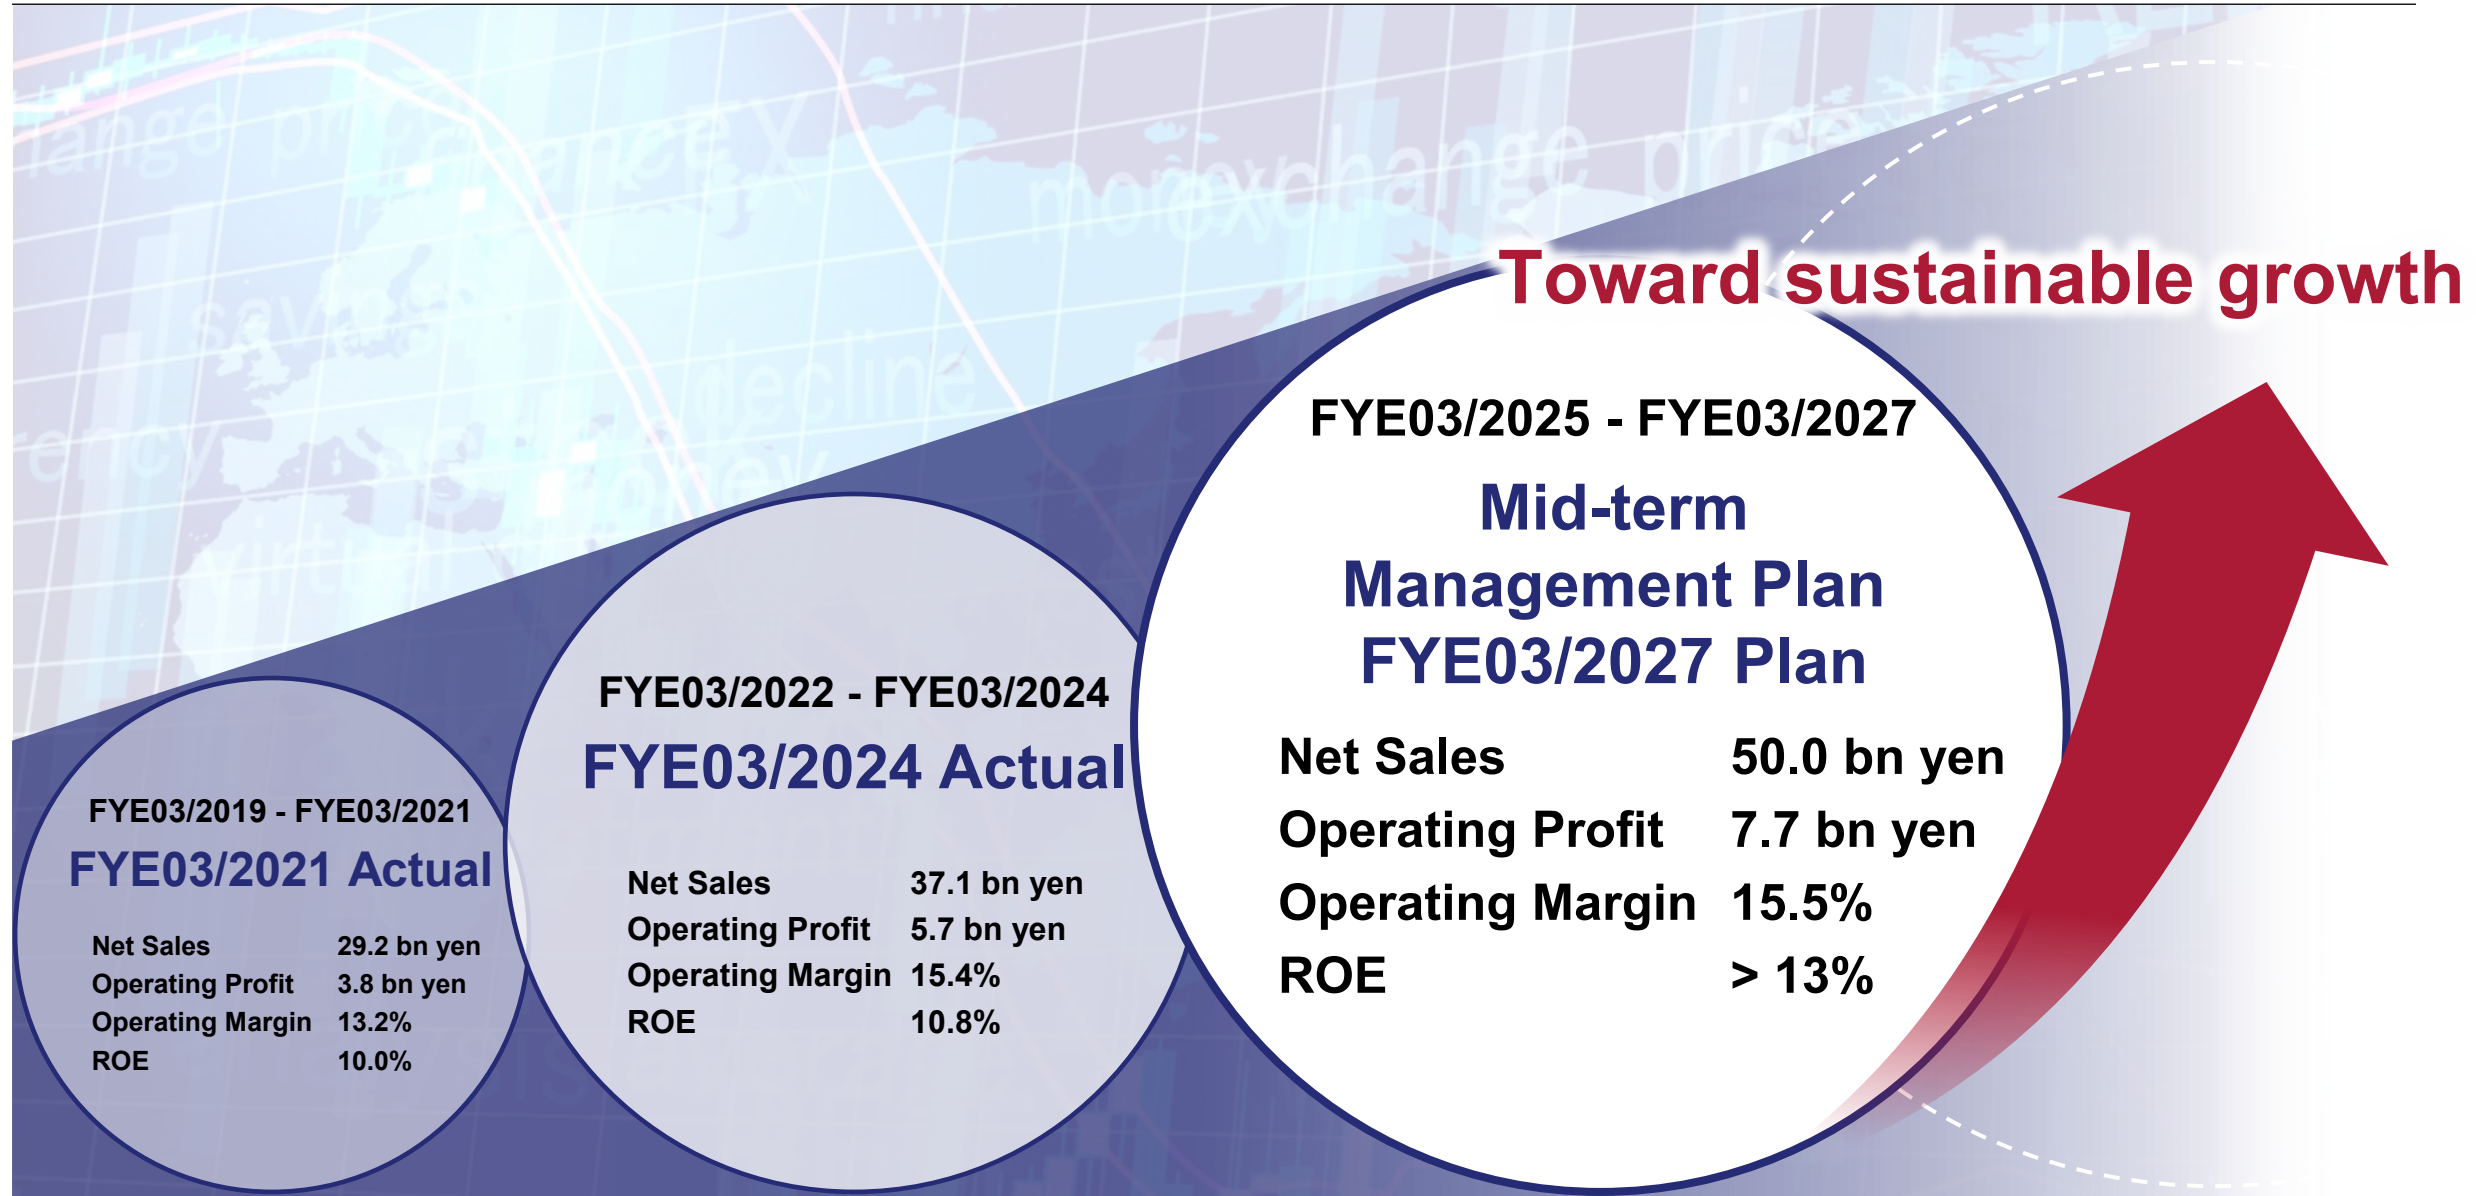 Toward sustainable growth
FYE03/2019 - FYE03/2021
FYE03/2021 Actual
Net Sales 29.2 bn yen
Operating Profit 3.8 bn yen
Operating Margin 13.2%
ROE 10.0%
FYE03/2022 - FYE03/2024
FYE03/2024 Actual
Net Sales 37.1 bn yen
Operating Profit 5.7 bn yen
Operating Margin 15.4%
ROE 10.8%
FYE03/2025 - FYE03/2027
Mid-term
Management Plan
FYE03/2027 Plan
Net Sales 50.0 bn yen
Operating Profit 7.7 bn yen
Operating Margin 15.5%
ROE > 13%
exchange price
decline
virtual